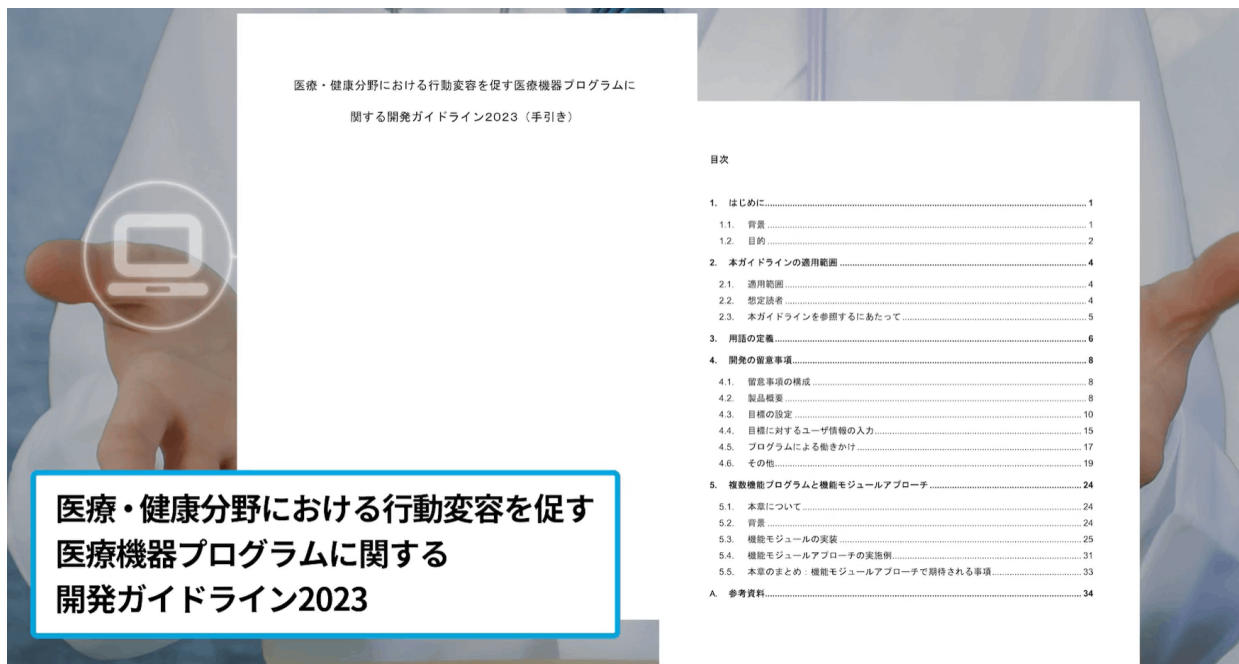 医療・健康分野における行動変容を促す医療機器プログラムに
関する開発ガイドライン2023（手引き）
目次
1. はじめに 1
1.1. 背景 1
1.2. 目的 2
2. 本ガイドラインの適用範囲 4
2.1. 適用範囲 4
2.2. 想定読者 4
2.3. 本ガイドラインを参照するにあたって 5
3. 用語の定義 6
4. 開発の留意事項 8
4.1. 留意事項の構成 8
4.2. 製品概要 8
4.3. 目標の設定 10
4.4. 目標に対するユーザ情報の入力 15
4.5. プログラムによる働きかけ 17
4.6. その他 19
5. 複数機能プログラムと機能モジュールアプローチ 24
5.1. 本章について 24
5.2. 背景 24
5.3. 機能モジュールの実装 25
5.4. 機能モジュールアプローチの実施例 31
5.5. 本章のまとめ：機能モジュールアプローチで期待される事項 33
A. 参考資料 34
医療・健康分野における行動変容を促す
医療機器プログラムに関する
開発ガイドライン2023